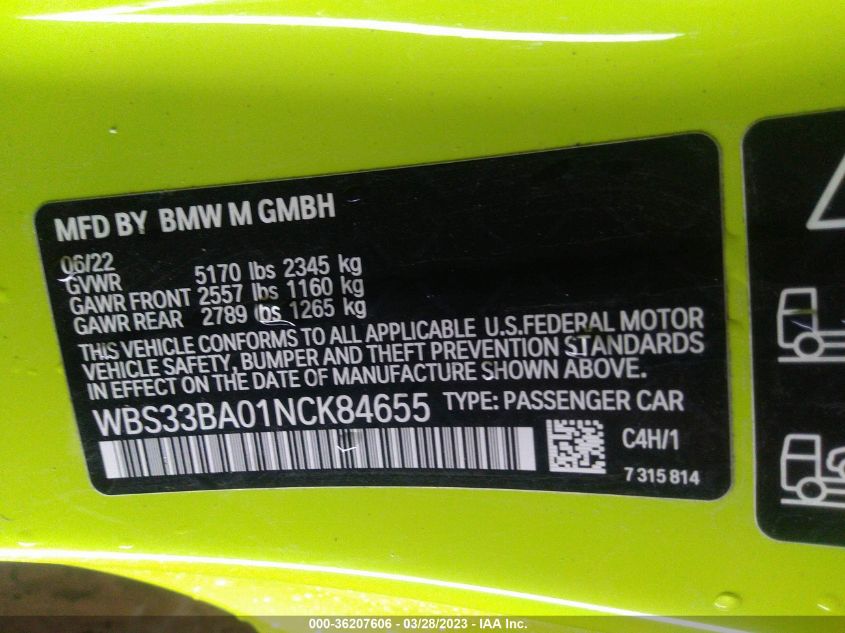 MFD BY BMW M GMBH
06/22
GVWR 5170 lbs 2345 kg
GAWR FRONT 2557 lbs 1160 kg
GAWR REAR 2789 lbs 1265 kg
THIS VEHICLE CONFORMS TO ALL APPLICABLE U.S.FEDERAL MOTOR
VEHICLE SAFETY, BUMPER AND THEFT PREVENTION STANDARDS
IN EFFECT ON THE DATE OF MANUFACTURE SHOWN ABOVE.
WBS33BA01NCK84655 TYPE: PASSENGER CAR
C4H/1
7 315 814
000-36207606 | 03/28/2023 - IAA Inc.